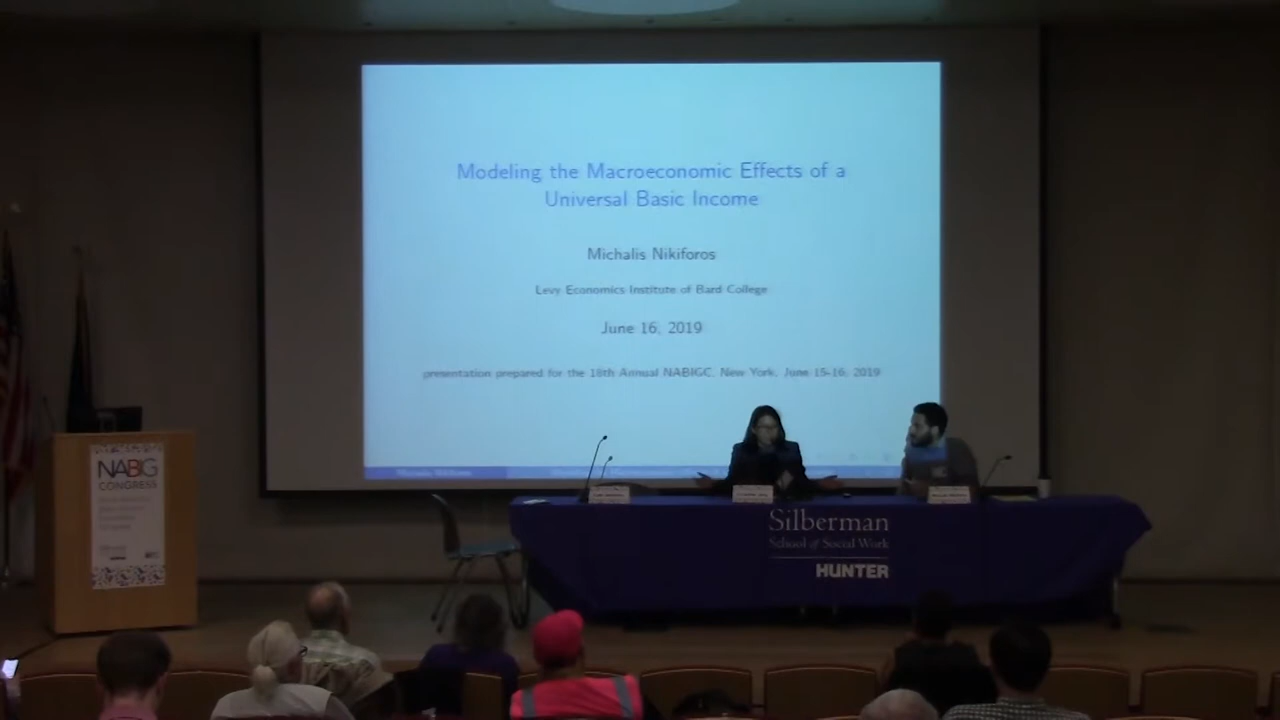 Modeling the Macroeconomic Effects of a
Universal Basic Income
Michalis Nikiforos
Levy Economics Institute of Bard College
June 16, 2019
presentation prepared for the 18th Annual NABIGC, New York, June 15-16, 2019
NABIG
CONGRESS
Silberman
School of Social Work
HUNTER